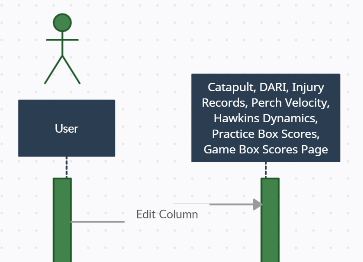 Catapult, DARI, Injury
Records, Perch Velocity,
Hawkins Dynamics,
Practice Box Scores,
Game Box Scores Page
User
Edit Column